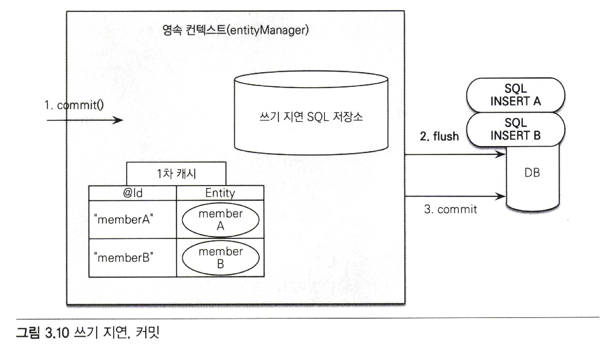 영속 컨텍스트(entityManager)
1. commit()
쓰기 지연 SQL 저장소
SQL
INSERT A
SQL
INSERT B
2. flush
DB
3. commit
1차 캐시
@Id
Entity
"memberA"
member
A
"memberB"
member
B
그림 3.10 쓰기 지연, 커밋